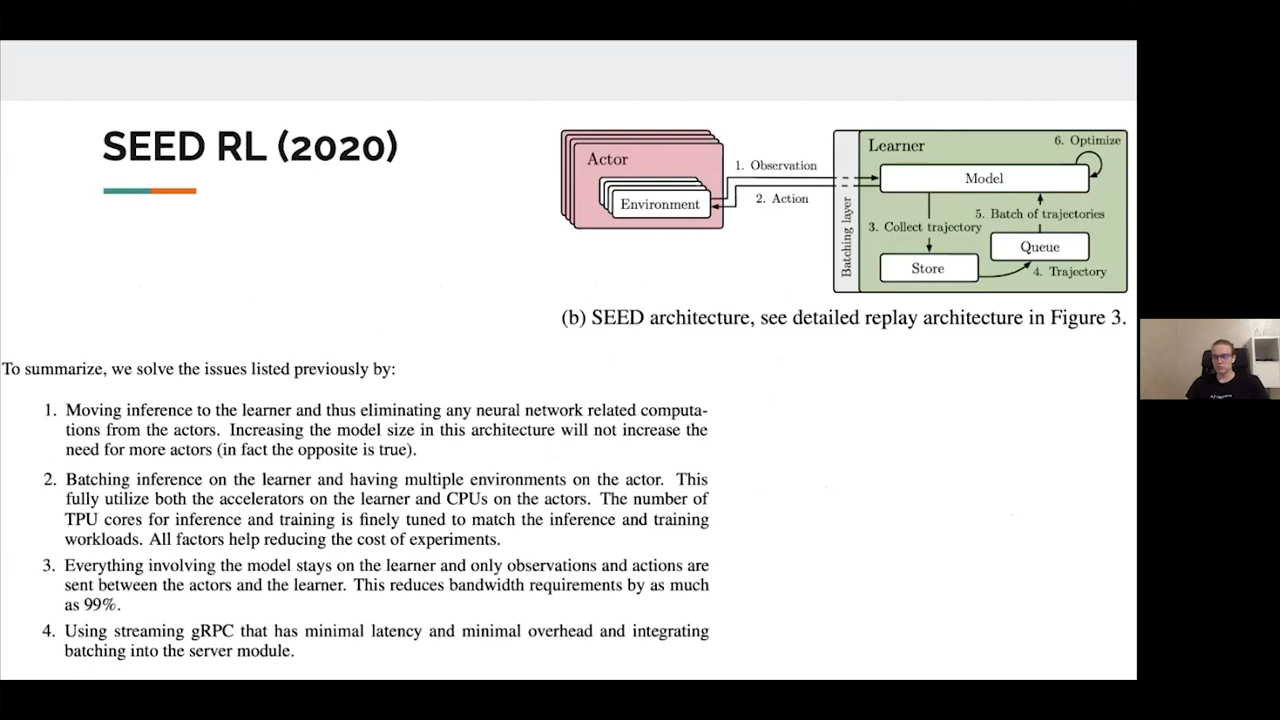 SEED RL (2020)
Actor
Environment
1. Observation
2. Action
Batching layer
Learner
6. Optimize
Model
5. Batch of trajectories
3. Collect trajectory
Queue
Store
4. Trajectory
(b) SEED architecture, see detailed replay architecture in Figure 3.
To summarize, we solve the issues listed previously by:
1. Moving inference to the learner and thus eliminating any neural network related computa-
tions from the actors. Increasing the model size in this architecture will not increase the
need for more actors (in fact the opposite is true).
2. Batching inference on the learner and having multiple environments on the actor. This
fully utilize both the accelerators on the learner and CPUs on the actors. The number of
TPU cores for inference and training is finely tuned to match the inference and training
workloads. All factors help reducing the cost of experiments.
3. Everything involving the model stays on the learner and only observations and actions are
sent between the actors and the learner. This reduces bandwidth requirements by as much
as 99%.
4. Using streaming gRPC that has minimal latency and minimal overhead and integrating
batching into the server module.